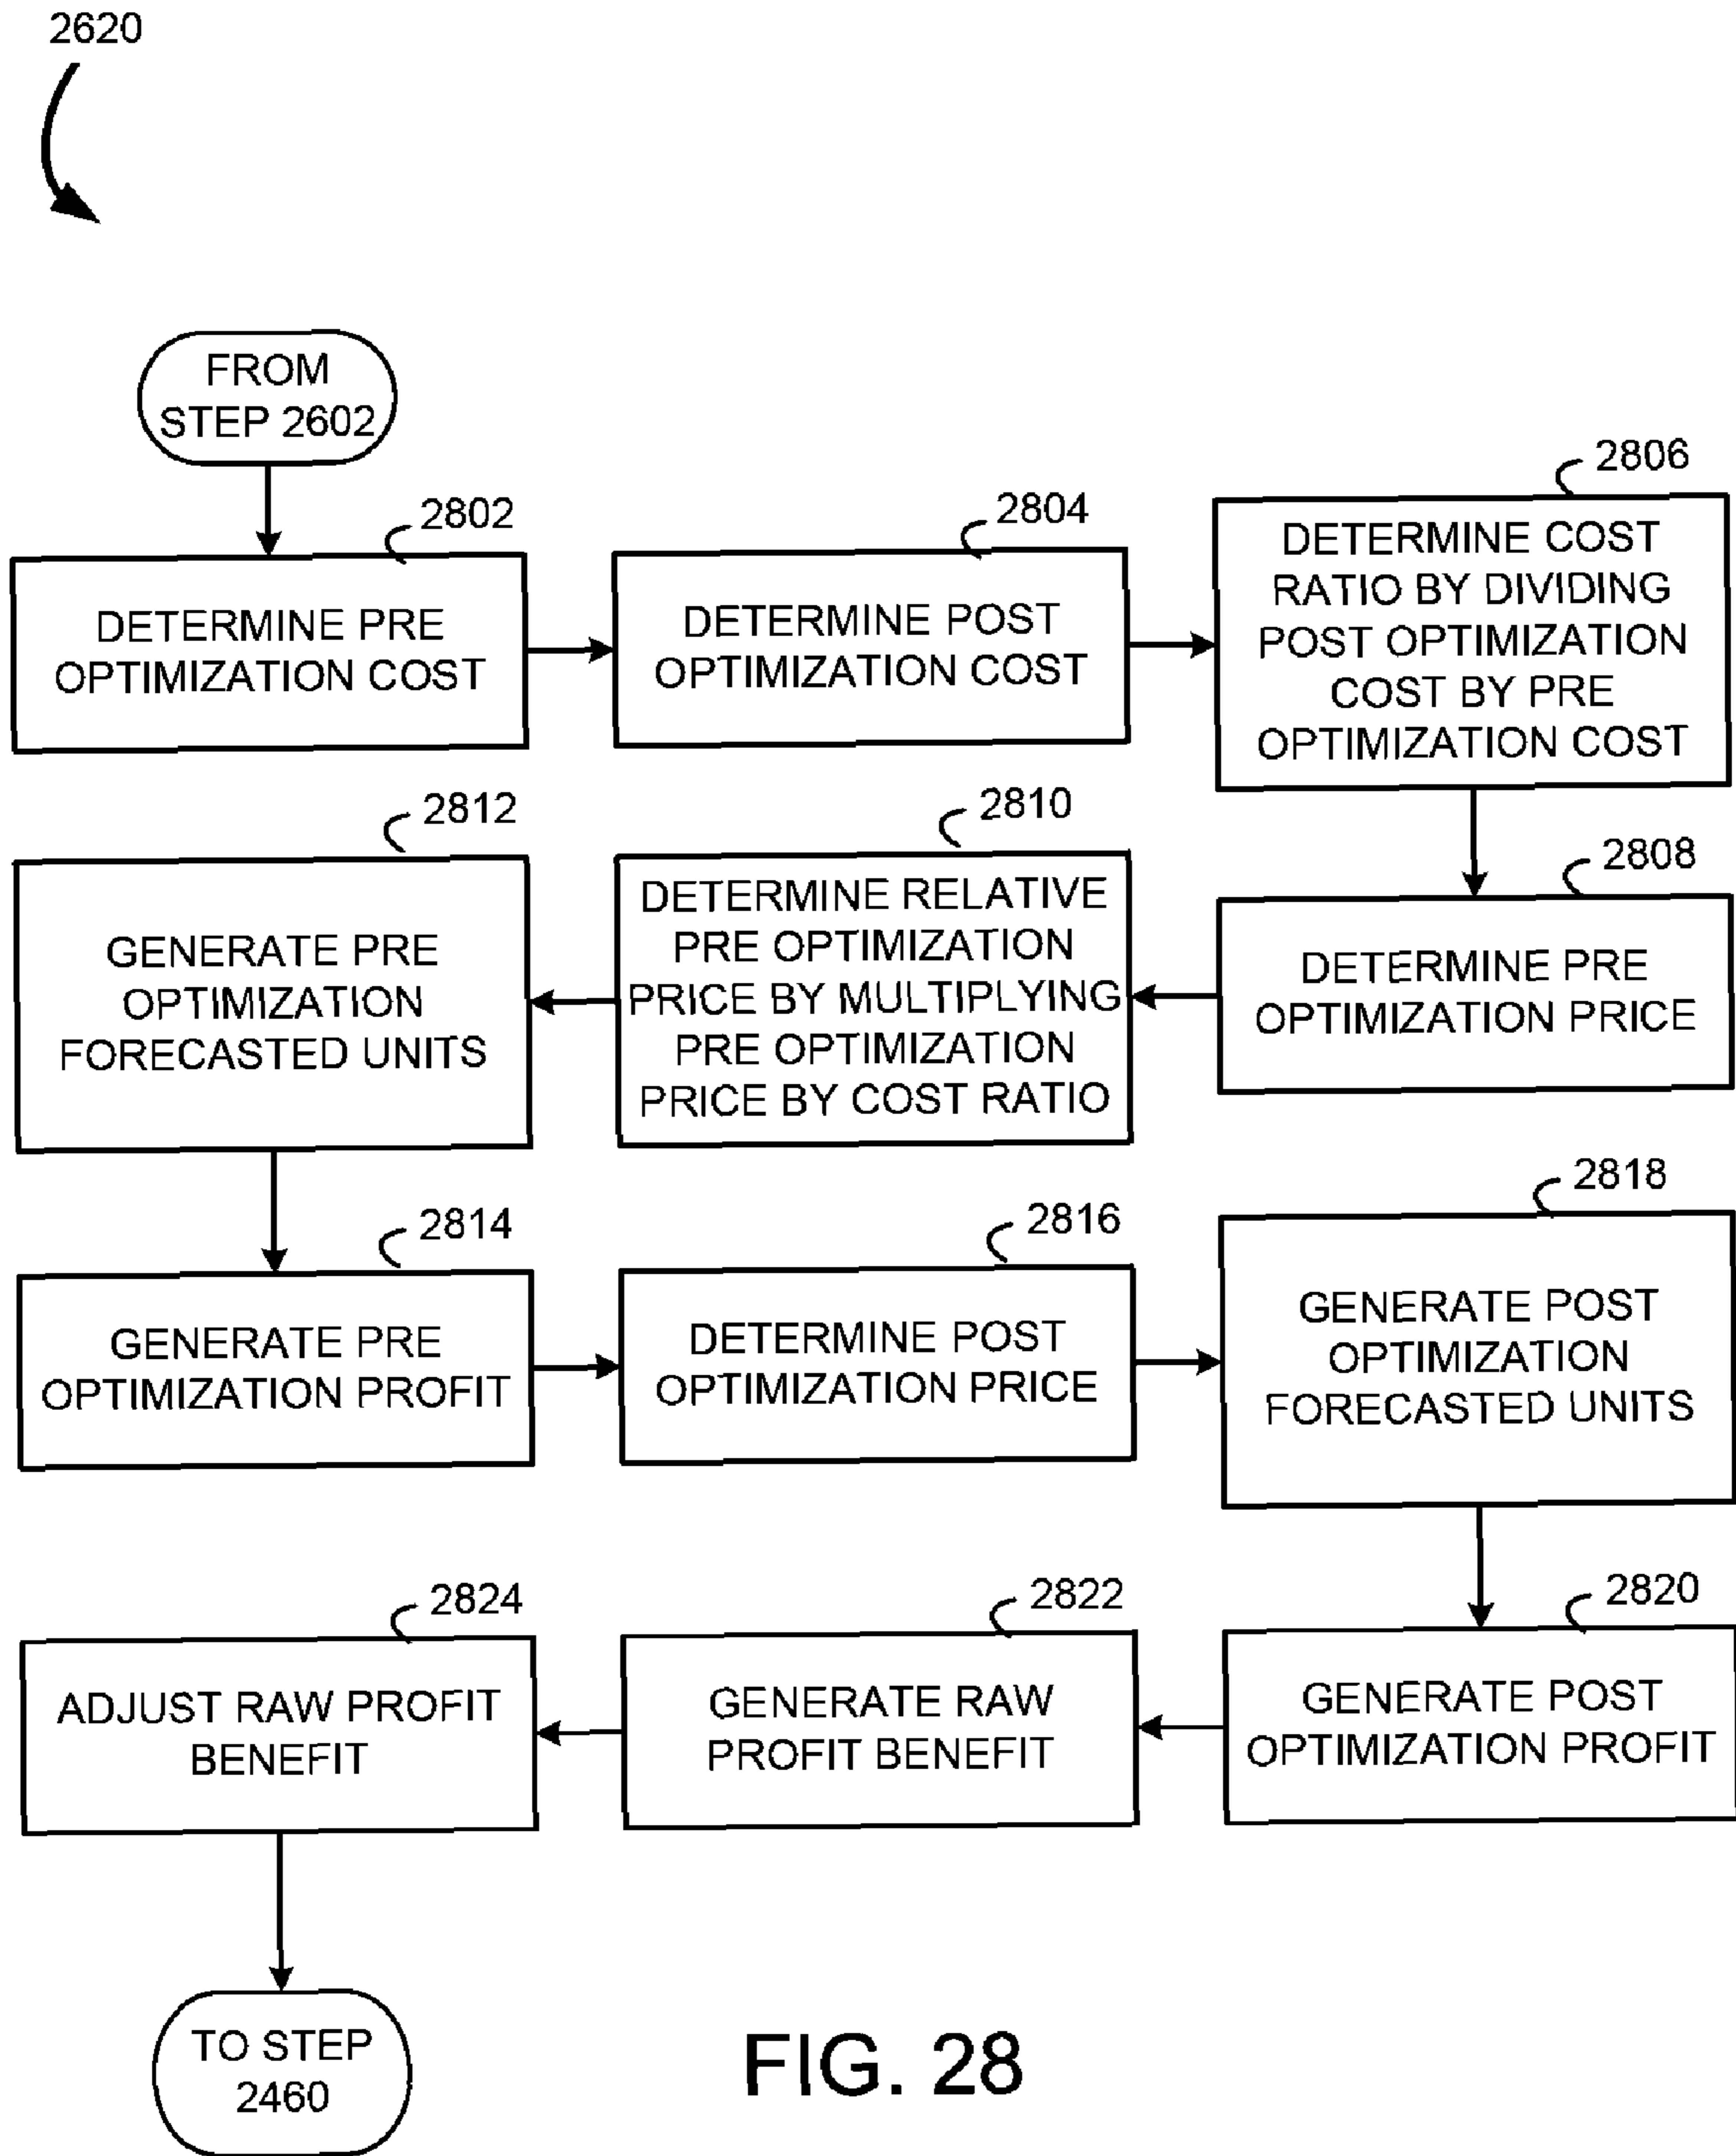 2620
FROM
STEP 2602
2802
DETERMINE PRE
OPTIMIZATION COST
2804
DETERMINE POST
OPTIMIZATION COST
2806
DETERMINE COST
RATIO BY DIVIDING
POST OPTIMIZATION
COST BY PRE
OPTIMIZATION COST
2808
DETERMINE PRE
OPTIMIZATION PRICE
2810
DETERMINE RELATIVE
PRE OPTIMIZATION
PRICE BY MULTIPLYING
PRE OPTIMIZATION
PRICE BY COST RATIO
2812
GENERATE PRE
OPTIMIZATION
FORECASTED UNITS
2814
GENERATE PRE
OPTIMIZATION PROFIT
2816
DETERMINE POST
OPTIMIZATION PRICE
2818
GENERATE POST
OPTIMIZATION
FORECASTED UNITS
2820
GENERATE POST
OPTIMIZATION PROFIT
2822
GENERATE RAW
PROFIT BENEFIT
2824
ADJUST RAW PROFIT
BENEFIT
TO STEP
2460
FIG. 28